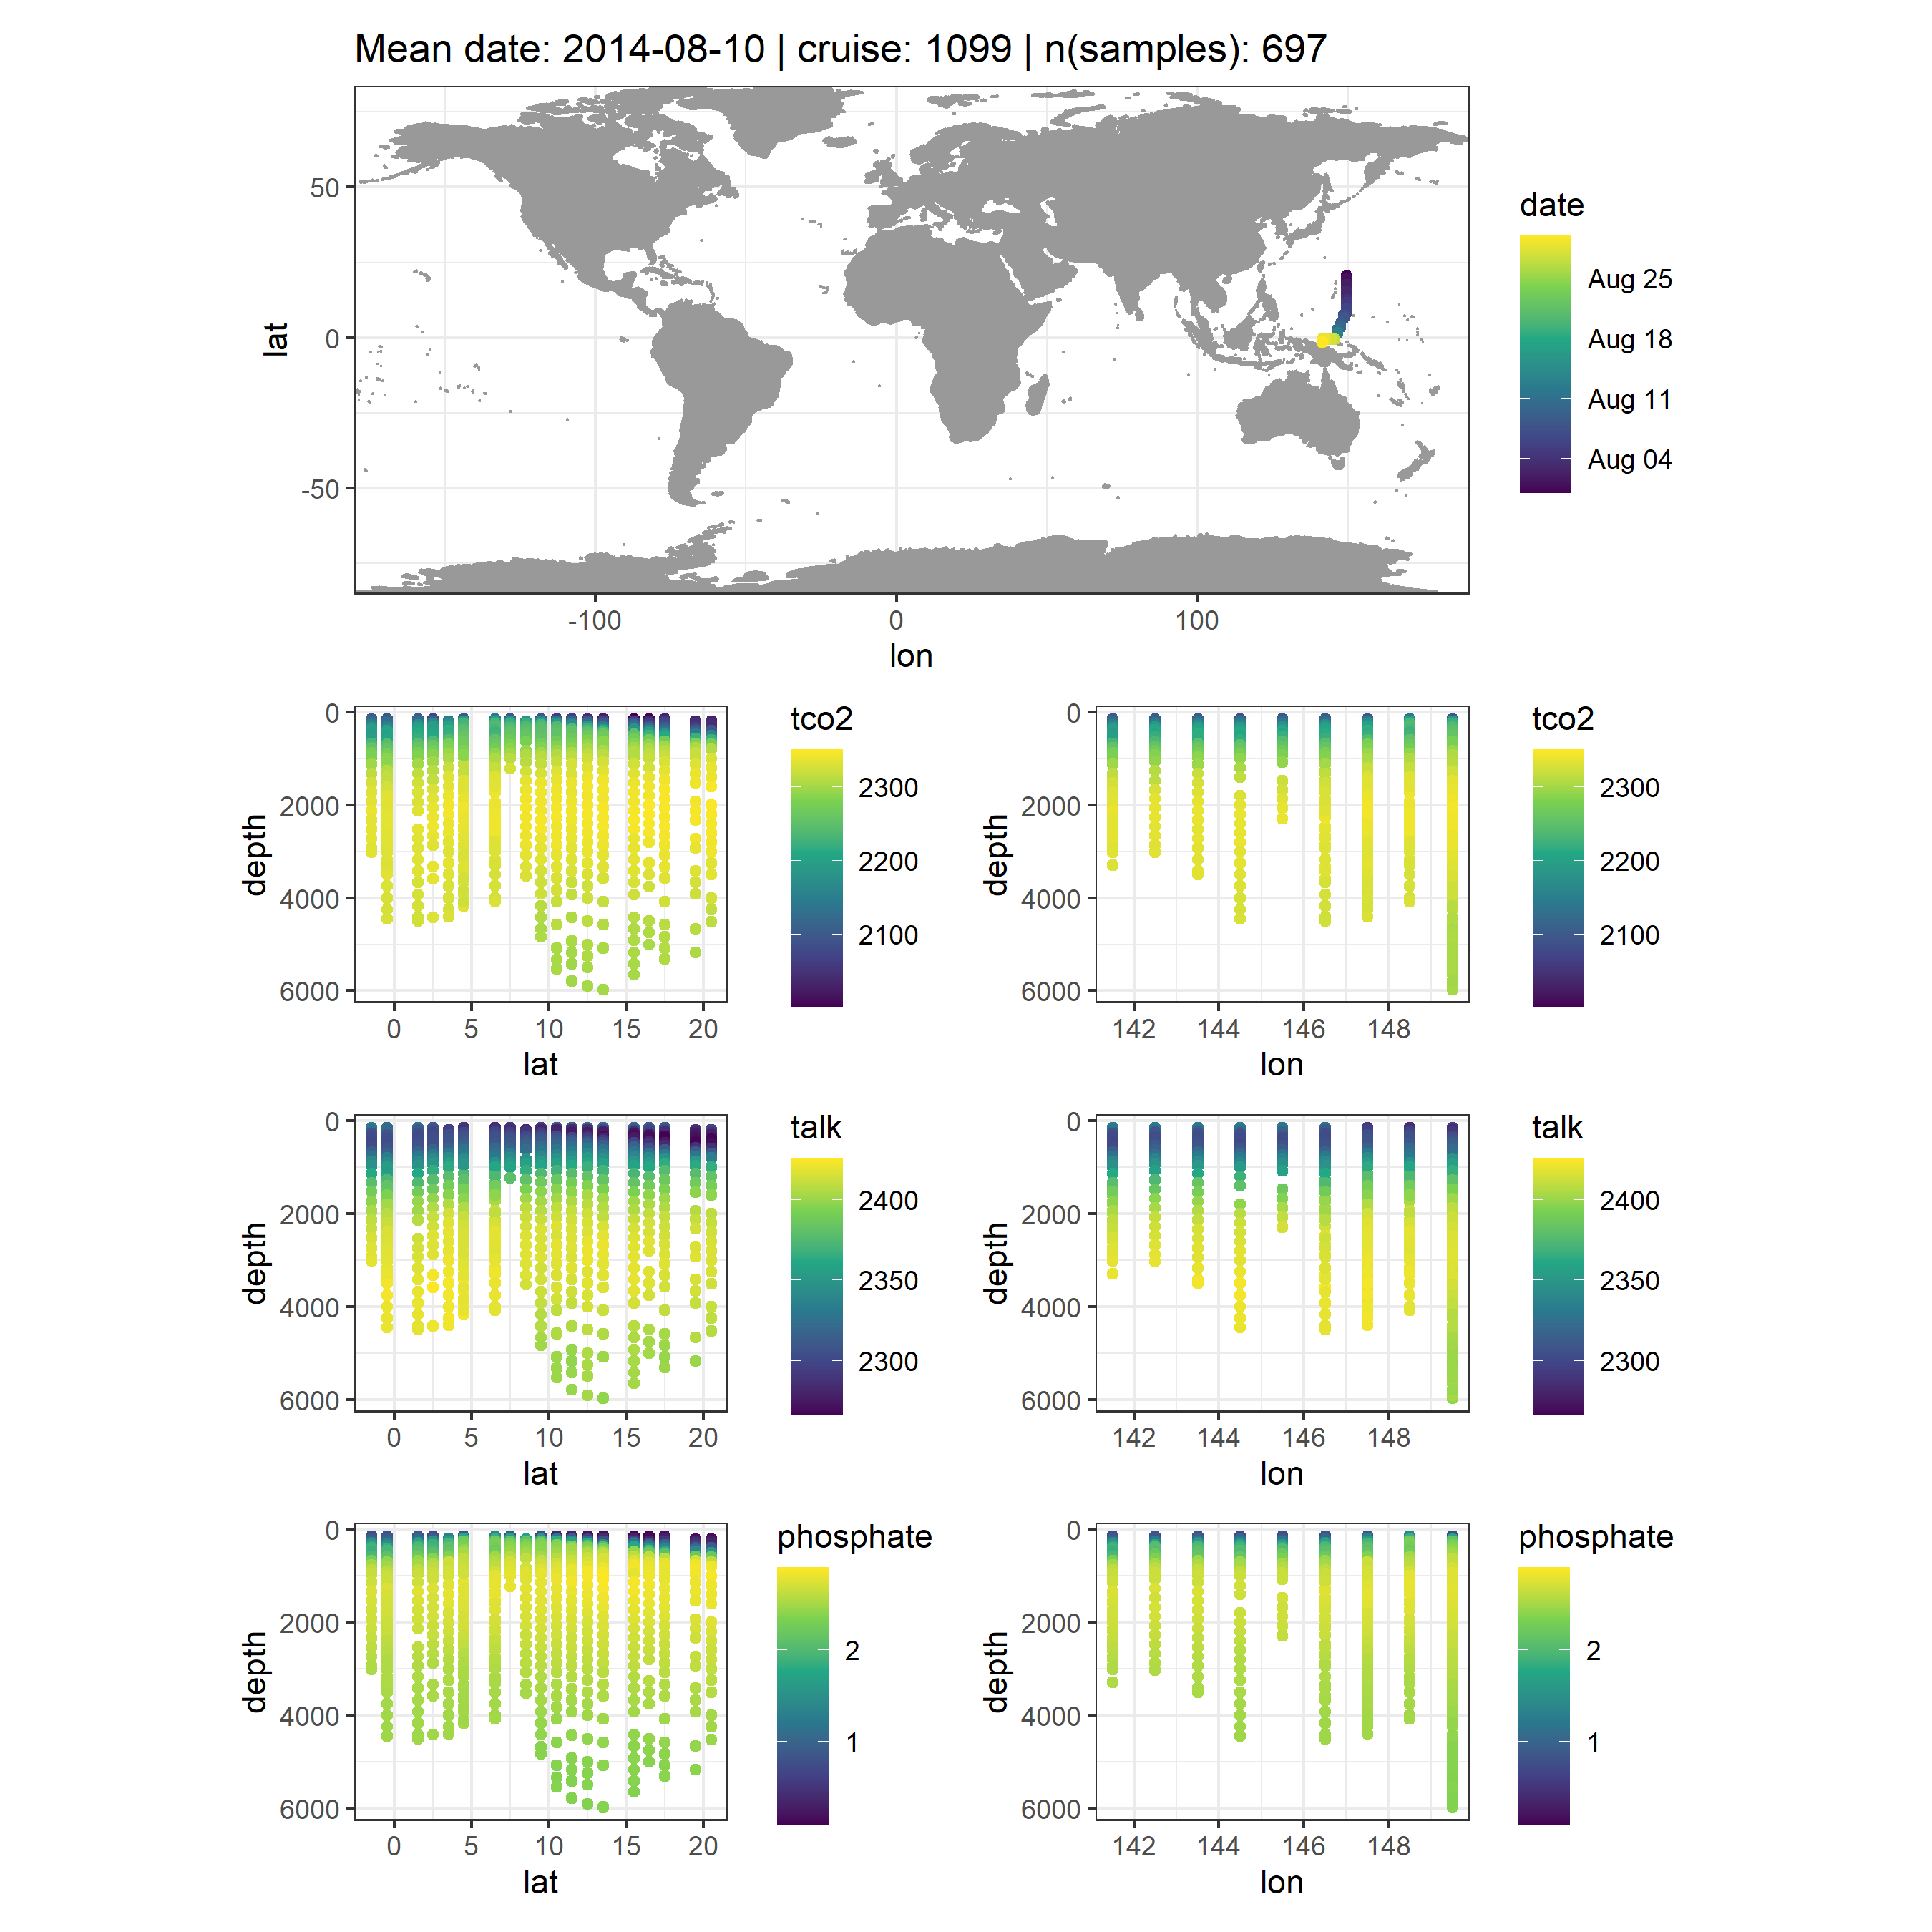 Mean date: 2014-08-10 | cruise: 1099 | n(samples): 697
lat
50
0
-50
-100
0
100
lon
date
Aug 25
Aug 18
Aug 11
Aug 04
depth
0
2000
4000
6000
0
5
10
15
20
lat
tco2
2300
2200
2100
depth
0
2000
4000
6000
142
144
146
148
lon
tco2
2300
2200
2100
depth
0
2000
4000
6000
0
5
10
15
20
lat
talk
2400
2350
2300
depth
0
2000
4000
6000
142
144
146
148
lon
talk
2400
2350
2300
depth
0
2000
4000
6000
0
5
10
15
20
lat
phosphate
2
1
depth
0
2000
4000
6000
142
144
146
148
lon
phosphate
2
1